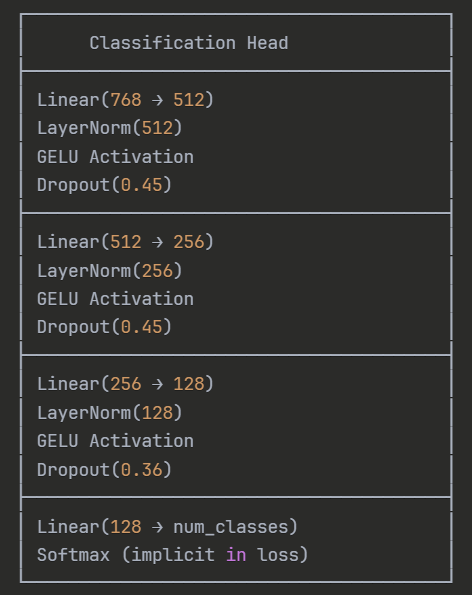 Classification Head
Linear(768 → 512)
LayerNorm(512)
GELU Activation
Dropout(0.45)
Linear(512 → 256)
LayerNorm(256)
GELU Activation
Dropout(0.45)
Linear(256 → 128)
LayerNorm(128)
GELU Activation
Dropout(0.36)
Linear(128 → num_classes)
Softmax (implicit in loss)